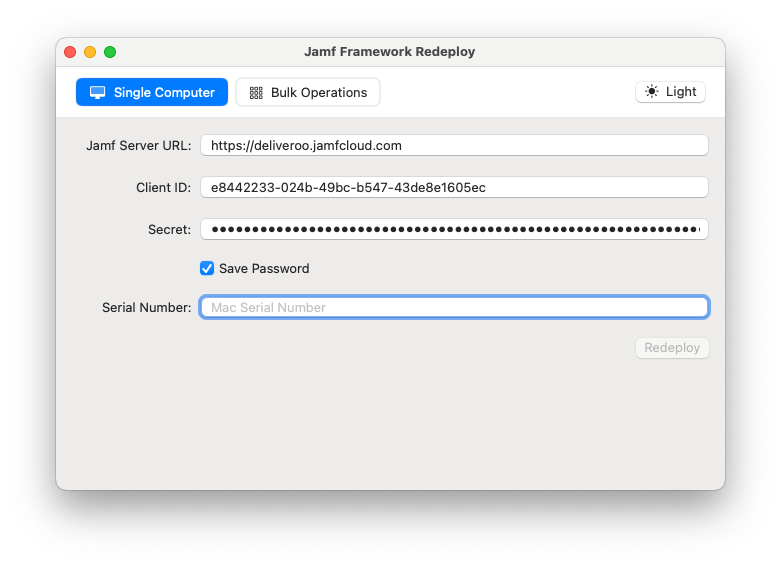 Jamf Framework Redeploy
Single Computer Bulk Operations Light
Jamf Server URL: https://deliveroo.jamfcloud.com
Client ID: e8442233-024b-49bc-b547-43de8e1605ec
Secret: ••••••••••••••••••••••••••••••••••••••••••••••••••••••••••••••
Save Password
Serial Number: Mac Serial Number
Redeploy